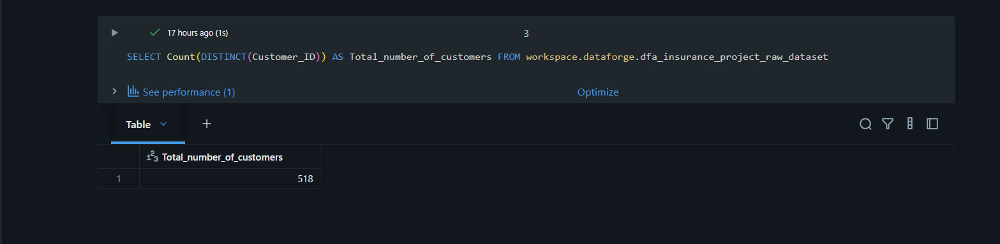 17 hours ago (1s)
3
SELECT Count(DISTINCT(Customer_ID)) AS Total_number_of_customers FROM workspace.dataforge.dfa_insurance_project_raw_dataset
See performance (1)
Optimize
Table
Total_number_of_customers
1
518